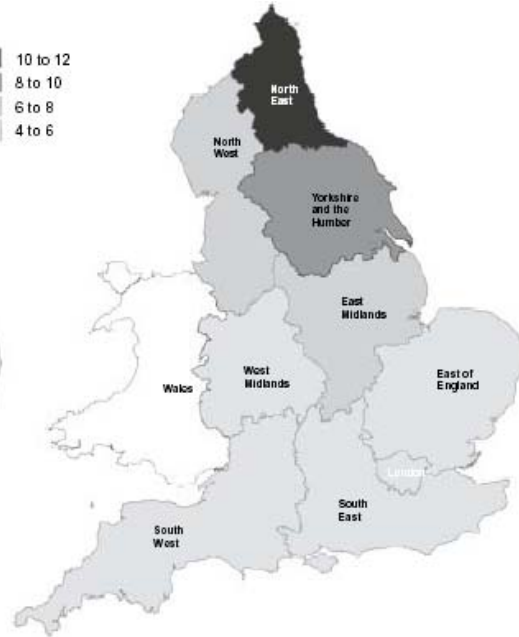 10 to 12
8 to 10
6 to 8
4 to 6
North
East
North
West
Yorkshire
and the
Humber
East
Midlands
West
Midlands
East of
England
Wales
London
South
East
South
West